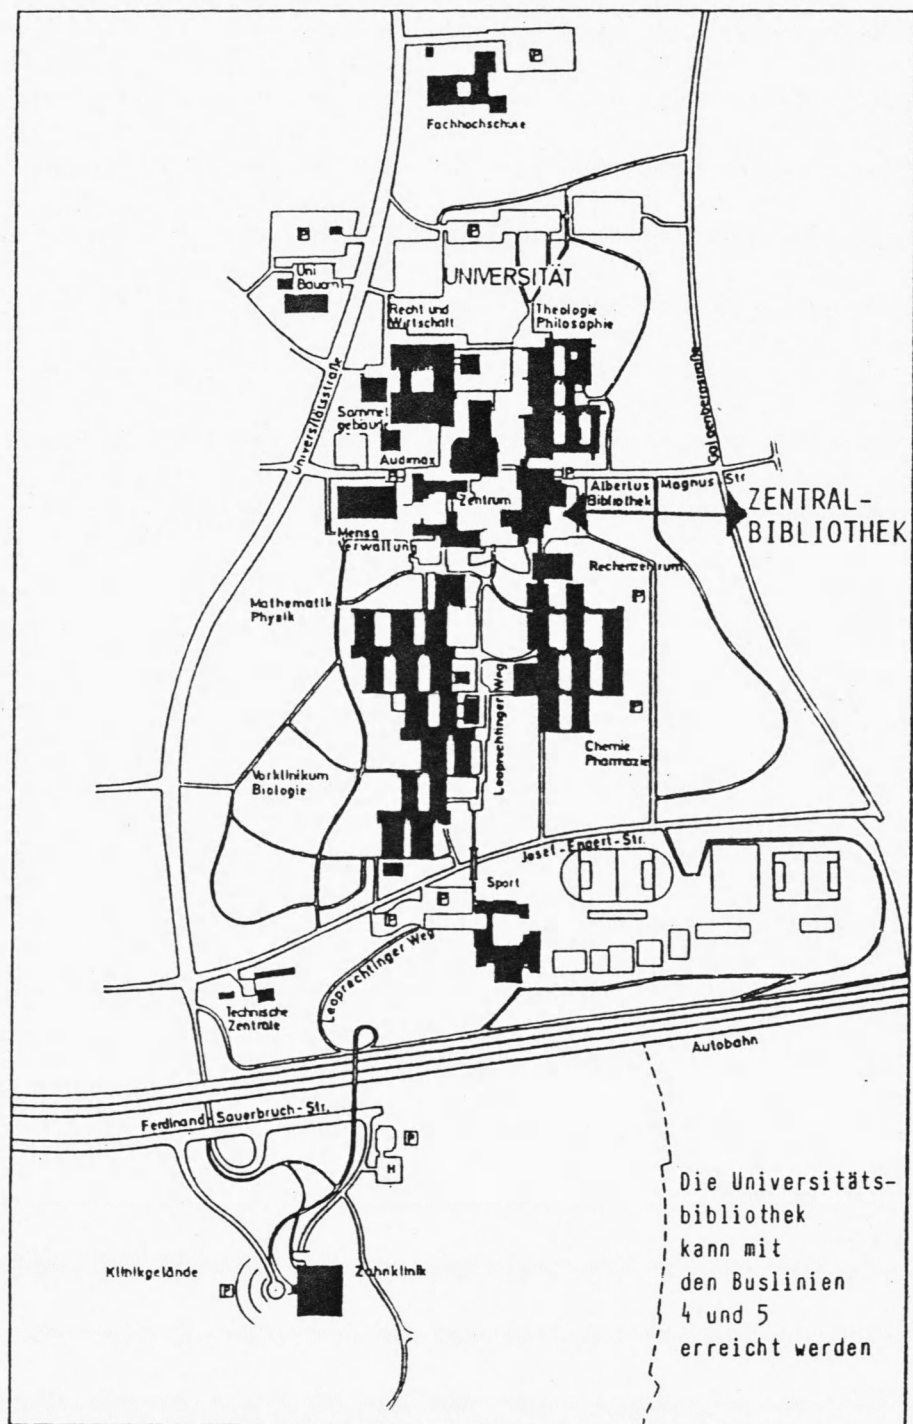 P
Fachhochschule
P
P
Uni
Bauamt
UNIVERSITÄT
Recht und
Wirtschaft
Theologie
Philosophie
Universitätsstraße
Galgenbergstraße
Sammel
gebäude
Audimax
P
P
Zentrum
Albertus Magnus Str
Bibliothek
ZENTRAL-
BIBLIOTHEK
Mensa
Verwaltung
Rechenzentrum
P
Mathematik
Physik
Leoprechtinger Weg
P
Chemie
Pharmazie
Vorklinikum
Biologie
Josef-Engert-Str.
Sport
P
P
Leoprechtinger Weg
Technische
Zentrale
Autobahn
Ferdinand-Sauerbruch-Str.
P
H
Die Universitäts-
bibliothek
kann mit
den Buslinien
4 und 5
erreicht werden
Klinikgelände
P
Zahnklinik